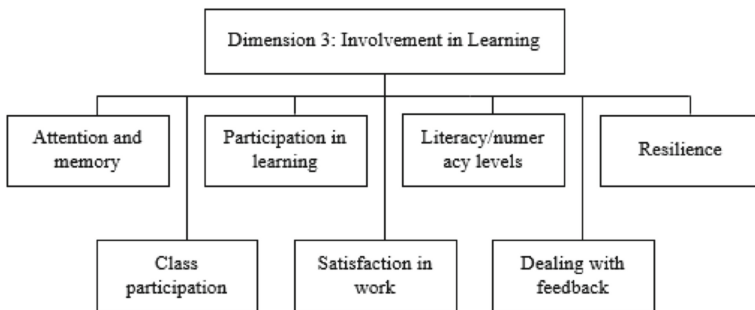 Dimension 3: Involvement in Learning
Attention and
memory
Participation in
learning
Literacy/numer
acy levels
Resilience
Class
participation
Satisfaction in
work
Dealing with
feedback